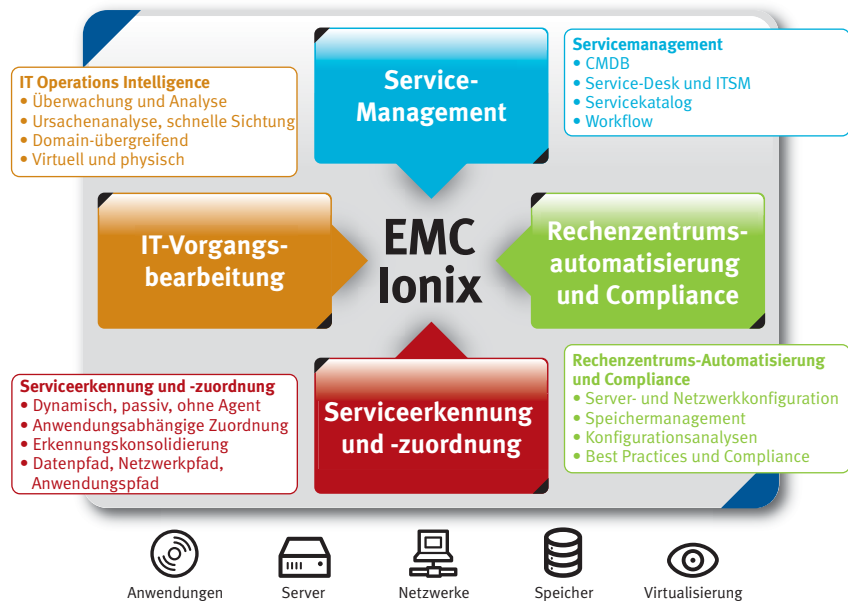 IT Operations Intelligence
• Überwachung und Analyse
• Ursachenanalyse, schnelle Sichtung
• Domain-übergreifend
• Virtuell und physisch
Service-
Management
Servicemanagement
• CMDB
• Service-Desk und ITSM
• Servicekatalog
• Workflow
IT-Vorgangs-
bearbeitung
EMC
Ionix
Rechenzentrums-
automatisierung
und Compliance
Serviceerkennung und -zuordnung
• Dynamisch, passiv, ohne Agent
• Anwendungsabhängige Zuordnung
• Erkennungskonsolidierung
• Datenpfad, Netzwerkpfad,
Anwendungspfad
Serviceerkennung
und -zuordnung
Rechenzentrums-Automatisierung
und Compliance
• Server- und Netzwerkkonfiguration
• Speichermanagement
• Konfigurationsanalysen
• Best Practices und Compliance
Anwendungen
Server
Netzwerke
Speicher
Virtualisierung